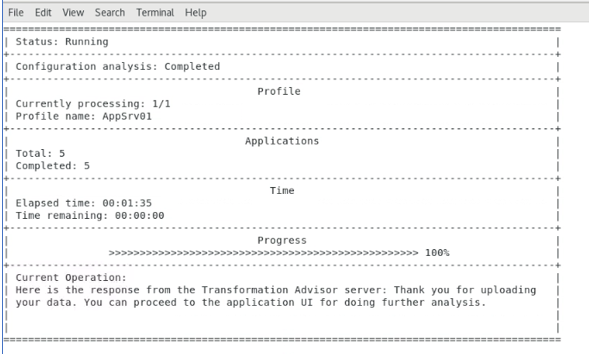 File Edit View Search Terminal Help
Status: Running
Configuration analysis: Completed
Profile
Currently processing: 1/1
Profile name: AppSrv01
Applications
Total: 5
Completed: 5
Time
Elapsed time: 00:01:35
Time remaining: 00:00:00
Progress
>>>>>>>>>>>>>>>>>>>>>>>>>>>>>>>>>>>>>>>>>>>>>>>>>> 100%
Current Operation:
Here is the response from the Transformation Advisor server: Thank you for uploading
your data. You can proceed to the application UI for doing further analysis.